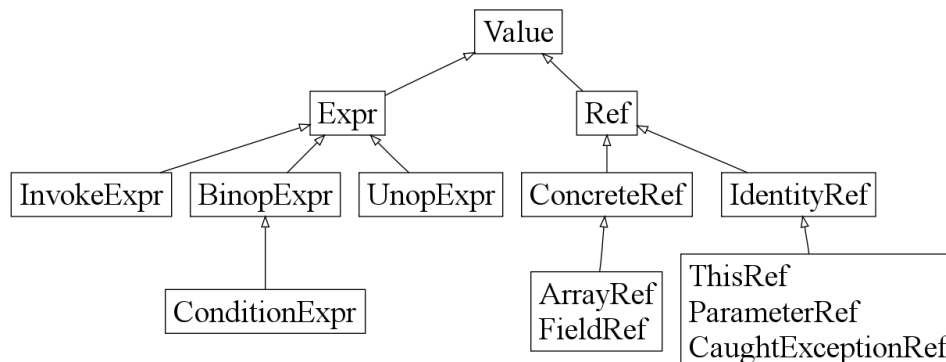 Value
Expr
Ref
InvokeExpr
BinopExpr
UnopExpr
ConcreteRef
IdentityRef
ConditionExpr
ArrayRef
FieldRef
ThisRef
ParameterRef
CaughtExceptionRef